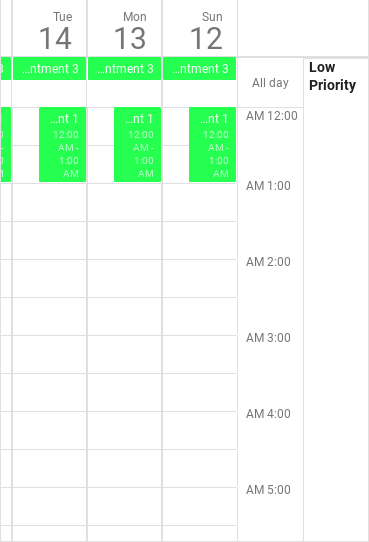 Sun
12
Mon
13
Tue
14
Low
Priority
All day
...ntment 3
...ntment 3
...ntment 3
AM 12:00
...nt 1
12:00
AM -
1:00
AM
...nt 1
12:00
AM -
1:00
AM
...nt 1
12:00
AM -
1:00
AM
AM 1:00
AM 2:00
AM 3:00
AM 4:00
AM 5:00